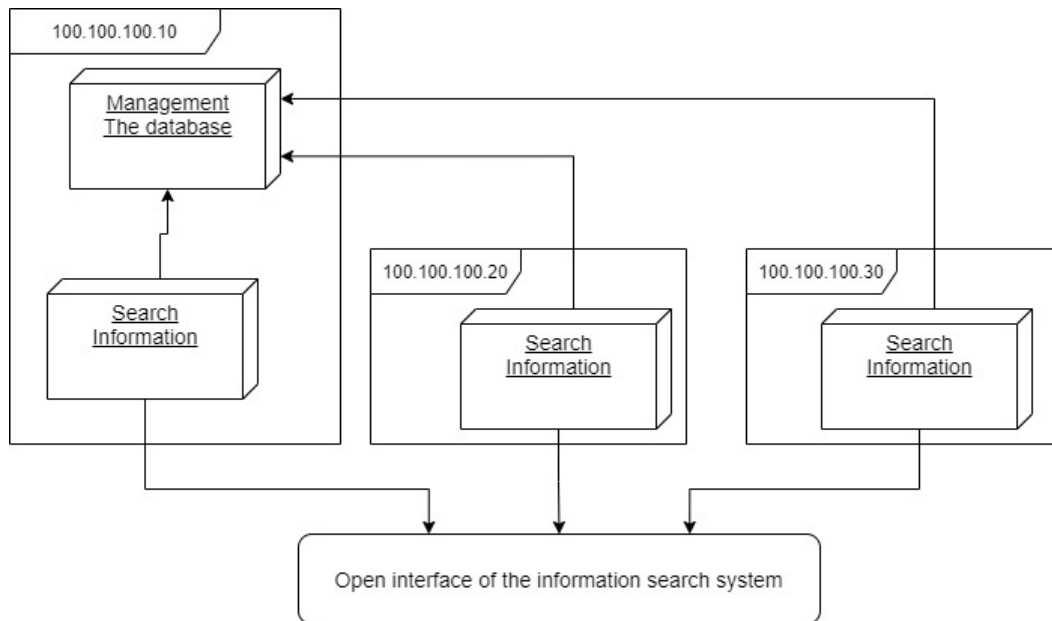 100.100.100.10
Management
The database
Search
Information
100.100.100.20
Search
Information
100.100.100.30
Search
Information
Open interface of the information search system